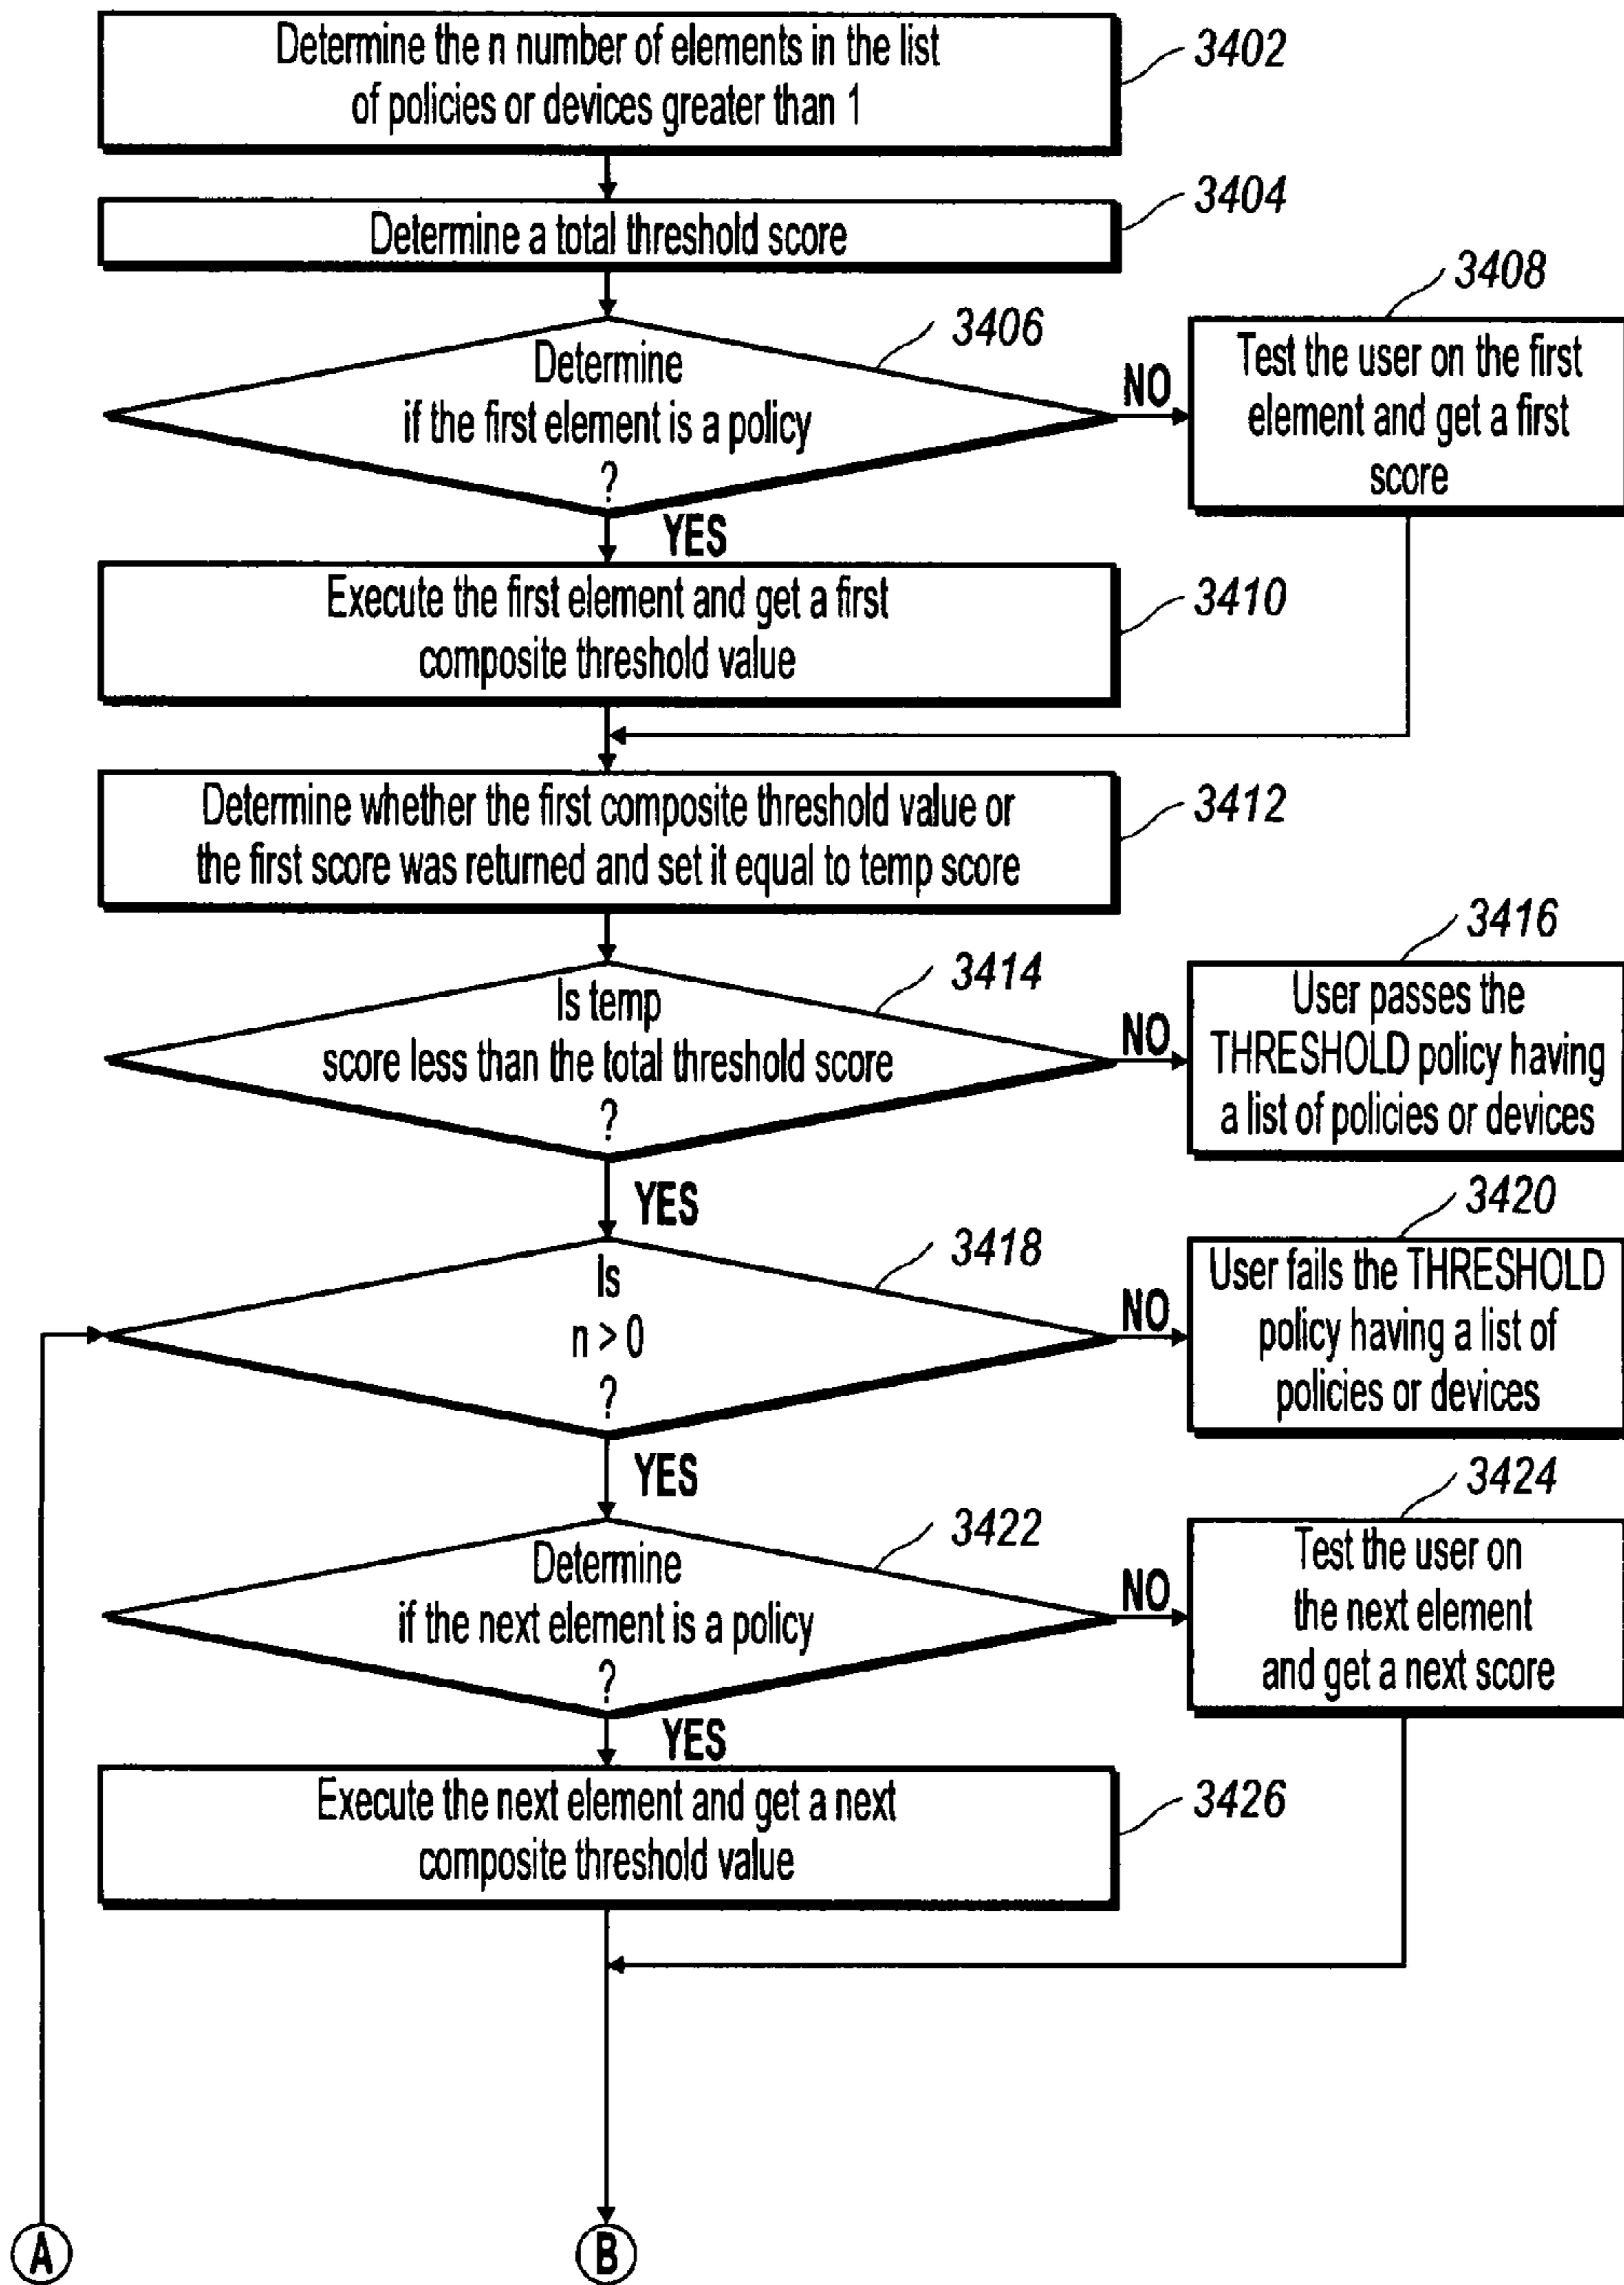 Determine the n number of elements in the list
of policies or devices greater than 1
3402
Determine a total threshold score
3404
Determine
if the first element is a policy
?
3406
NO
Test the user on the first
element and get a first
score
3408
YES
Execute the first element and get a first
composite threshold value
3410
Determine whether the first composite threshold value or
the first score was returned and set it equal to temp score
3412
Is temp
score less than the total threshold score
?
3414
NO
User passes the
THRESHOLD policy having
a list of policies or devices
3416
YES
Is
n > 0
?
3418
NO
User fails the THRESHOLD
policy having a list of
policies or devices
3420
YES
Determine
if the next element is a policy
?
3422
NO
Test the user on
the next element
and get a next score
3424
YES
Execute the next element and get a next
composite threshold value
3426
A
B